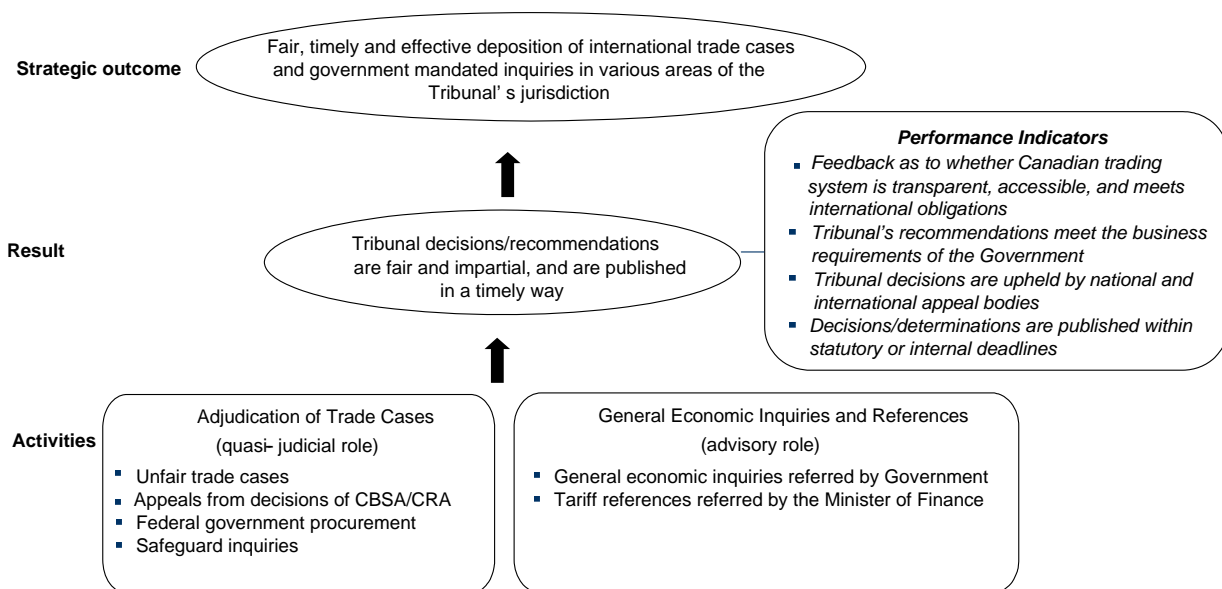 Strategic outcome
Fair, timely and effective deposition of international trade cases
and government mandated inquiries in various areas of the
Tribunal' s jurisdiction
Performance Indicators
Feedback as to whether Canadian trading
system is transparent, accessible, and meets
international obligations
Tribunal's recommendations meet the business
requirements of the Government
Tribunal decisions are upheld by national and
international appeal bodies
Decisions/determinations are published within
statutory or internal deadlines
Result
Tribunal decisions/recommendations
are fair and impartial, and are published
in a timely way
Activities
Adjudication of Trade Cases
(quasi- judicial role)
Unfair trade cases
Appeals from decisions of CBSA/CRA
Federal government procurement
Safeguard inquiries
General Economic Inquiries and References
(advisory role)
General economic inquiries referred by Government
Tariff references referred by the Minister of Finance